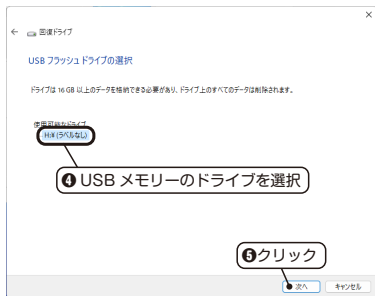 回復ドライブ
USB フラッシュ ドライブの選択
ドライブは 16 GB 以上のデータを格納できる必要があり、ドライブ上のすべてのデータは削除されます。
使用可能なドライブ
H:¥ (ラベルなし)
❹ USB メモリーのドライブを選択
❺クリック
次へ
キャンセル